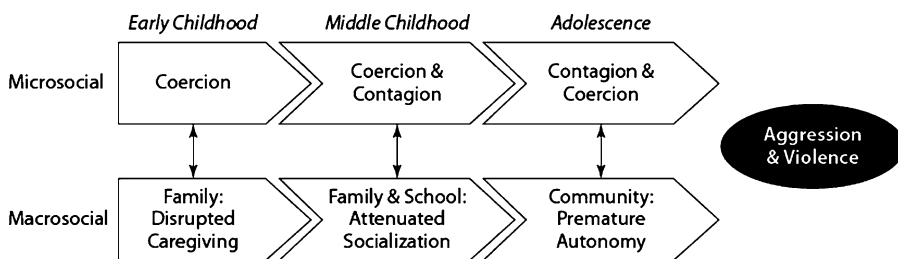 Early Childhood
Middle Childhood
Adolescence
Microsocial
Coercion
Coercion &
Contagion
Contagion &
Coercion
Aggression
& Violence
Macrosocial
Family:
Disrupted
Caregiving
Family & School:
Attenuated
Socialization
Community:
Premature
Autonomy